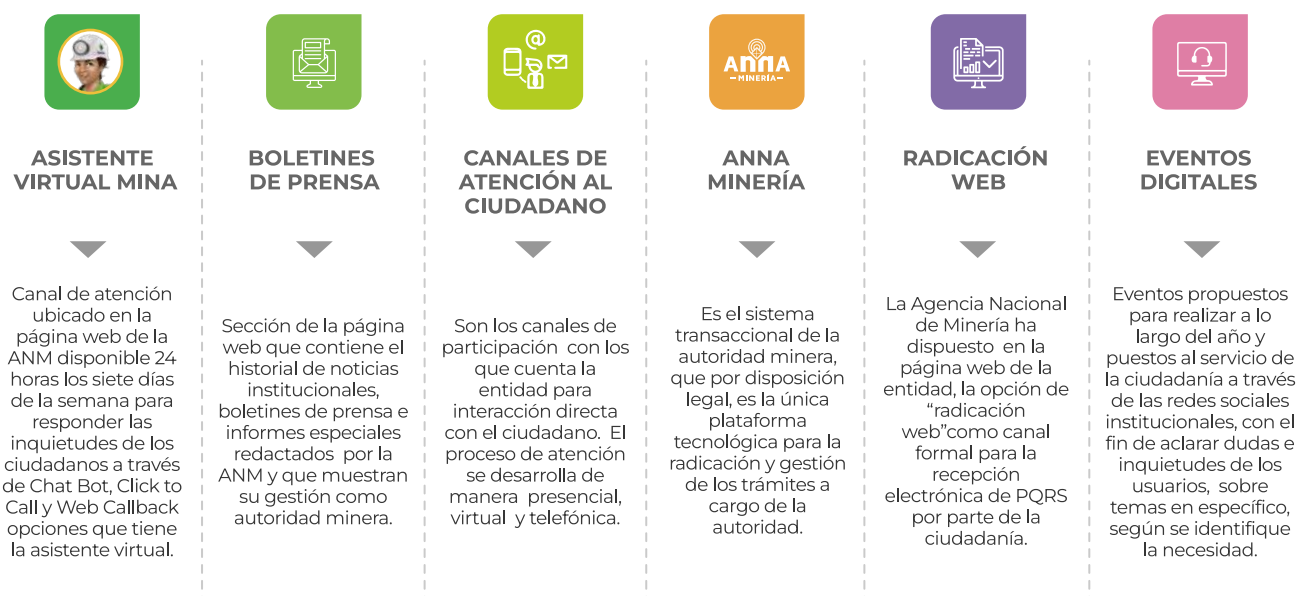 @
ANNA
–MINERÍA–
ASISTENTE
VIRTUAL MINA
Canal de atención
ubicado en la
página web de la
ANM disponible 24
horas los siete días
de la semana para
responder las
inquietudes de los
ciudadanos a través
de Chat Bot, Click to
Call y Web Callback
opciones que tiene
la asistente virtual.
BOLETINES
DE PRENSA
Sección de la página
web que contiene el
historial de noticias
institucionales,
boletines de prensa e
informes especiales
redactados por la
ANM y que muestran
su gestión como
autoridad minera.
CANALES DE
ATENCIÓN AL
CIUDADANO
Son los canales de
participación con los
que cuenta la
entidad para
interacción directa
con el ciudadano. El
proceso de atención
se desarrolla de
manera presencial,
virtual y telefónica.
ANNA
MINERÍA
Es el sistema
transaccional de la
autoridad minera,
que por disposición
legal, es la única
plataforma
tecnológica para la
radicación y gestión
de los trámites a
cargo de la
autoridad.
RADICACIÓN
WEB
La Agencia Nacional
de Minería ha
dispuesto en la
página web de la
entidad, la opción de
“radicación
web”como canal
formal para la
recepción
electrónica de PQRS
por parte de la
ciudadanía.
EVENTOS
DIGITALES
Eventos propuestos
para realizar a lo
largo del año y
puestos al servicio de
la ciudadanía a través
de las redes sociales
institucionales, con el
fin de aclarar dudas e
inquietudes de los
usuarios, sobre
temas en específico,
según se identifique
la necesidad.